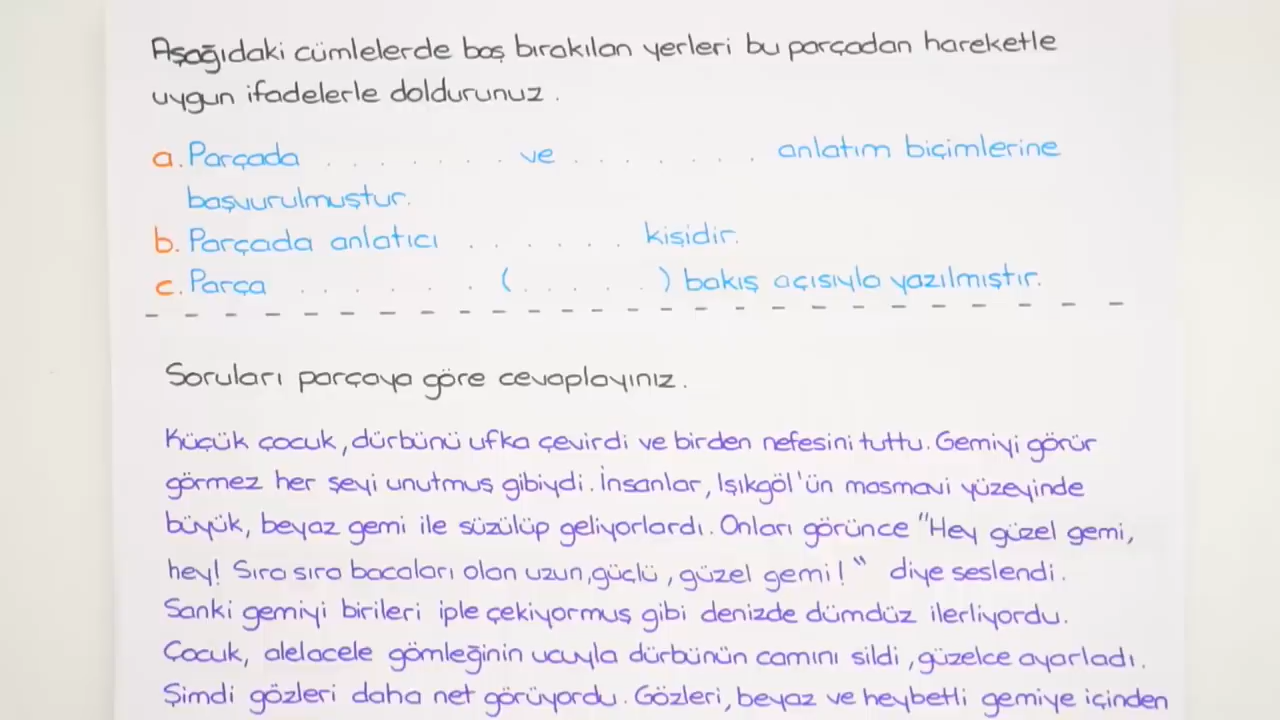 Aşağıdaki cümlelerde boş bırakılan yerleri bu parçadan hareketle
uygun ifadelerle doldurunuz.
a. Parçada . . . . . . . ve . . . . . . . anlatım biçimlerine
başvurulmuştur.
b. Parçada anlatıcı . . . . . . kişidir.
c. Parça . . . . . . . ( . . . . . . ) bakış açısıyla yazılmıştır.
Soruları parçaya göre cevaplayınız.
Küçük çocuk, dürbünü ufka çevirdi ve birden nefesini tuttu. Gemiyi görür
görmez her şeyi unutmuş gibiydi. İnsanlar, Işıkgöl'ün masmavi yüzeyinde
büyük, beyaz gemi ile süzülüp geliyorlardı. Onları görünce "Hey güzel gemi,
hey! Sıra sıra bacaları olan uzun, güçlü, güzel gemi!" diye seslendi.
Sanki gemiyi birileri iple çekiyormuş gibi denizde dümdüz ilerliyordu.
Çocuk, alelacele gömleğinin ucuyla dürbünün camını sildi, güzelce ayarladı.
Şimdi gözleri daha net görüyordu. Gözleri, beyaz ve heybetli gemiye içinden